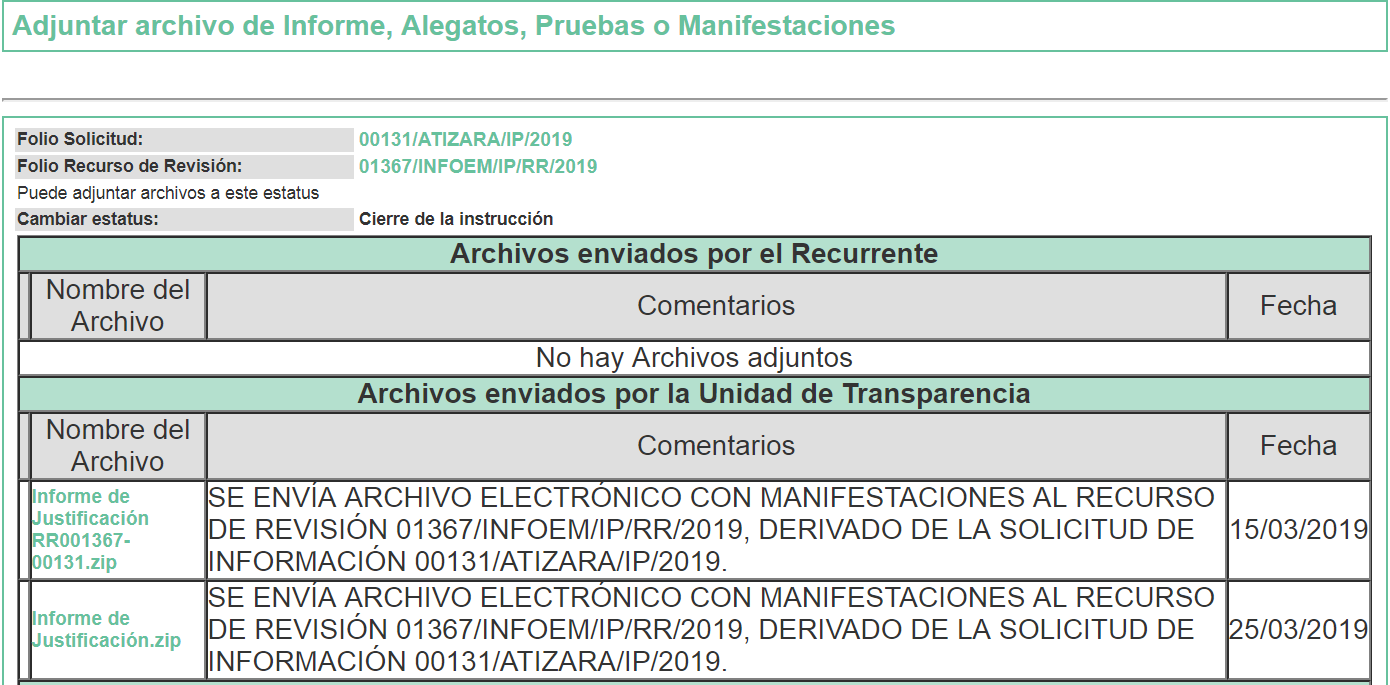 Adjuntar archivo de Informe, Alegatos, Pruebas o Manifestaciones
Folio Solicitud: 00131/ATIZARA/IP/2019
Folio Recurso de Revisión: 01367/INFOEM/IP/RR/2019
Puede adjuntar archivos a este estatus
Cambiar estatus: Cierre de la instrucción
Archivos enviados por el Recurrente
Nombre del
Archivo
Comentarios
Fecha
No hay Archivos adjuntos
Archivos enviados por la Unidad de Transparencia
Nombre del
Archivo
Comentarios
Fecha
Informe de
Justificación
RR001367-
00131.zip
SE ENVÍA ARCHIVO ELECTRÓNICO CON MANIFESTACIONES AL RECURSO
DE REVISIÓN 01367/INFOEM/IP/RR/2019, DERIVADO DE LA SOLICITUD DE
INFORMACIÓN 00131/ATIZARA/IP/2019.
15/03/2019
Informe de
Justificación.zip
SE ENVÍA ARCHIVO ELECTRÓNICO CON MANIFESTACIONES AL RECURSO
DE REVISIÓN 01367/INFOEM/IP/RR/2019, DERIVADO DE LA SOLICITUD DE
INFORMACIÓN 00131/ATIZARA/IP/2019.
25/03/2019